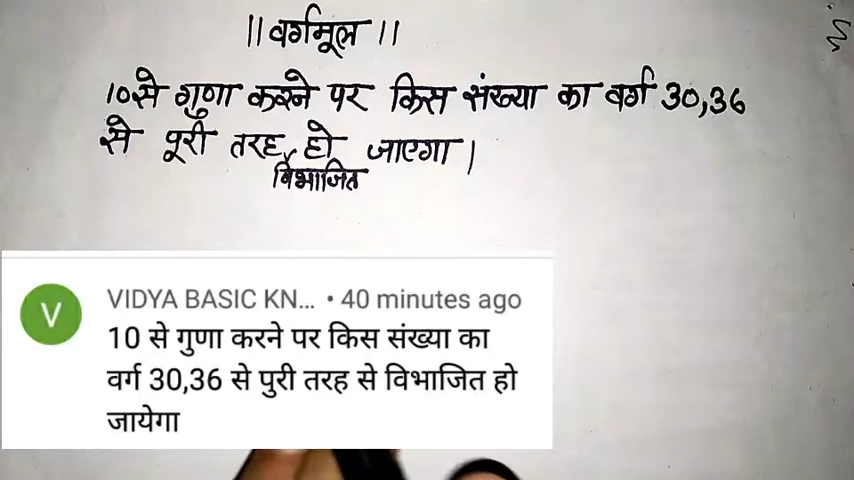 || वर्गमूल ||
10से गुणा करने पर किस संख्या का वर्ग 30,36
से पूरी तरह हो जाएगा |
विभाजित
VIDYA BASIC KN... • 40 minutes ago
V
10 से गुणा करने पर किस संख्या का
वर्ग 30,36 से पुरी तरह से विभाजित हो
जायेगा